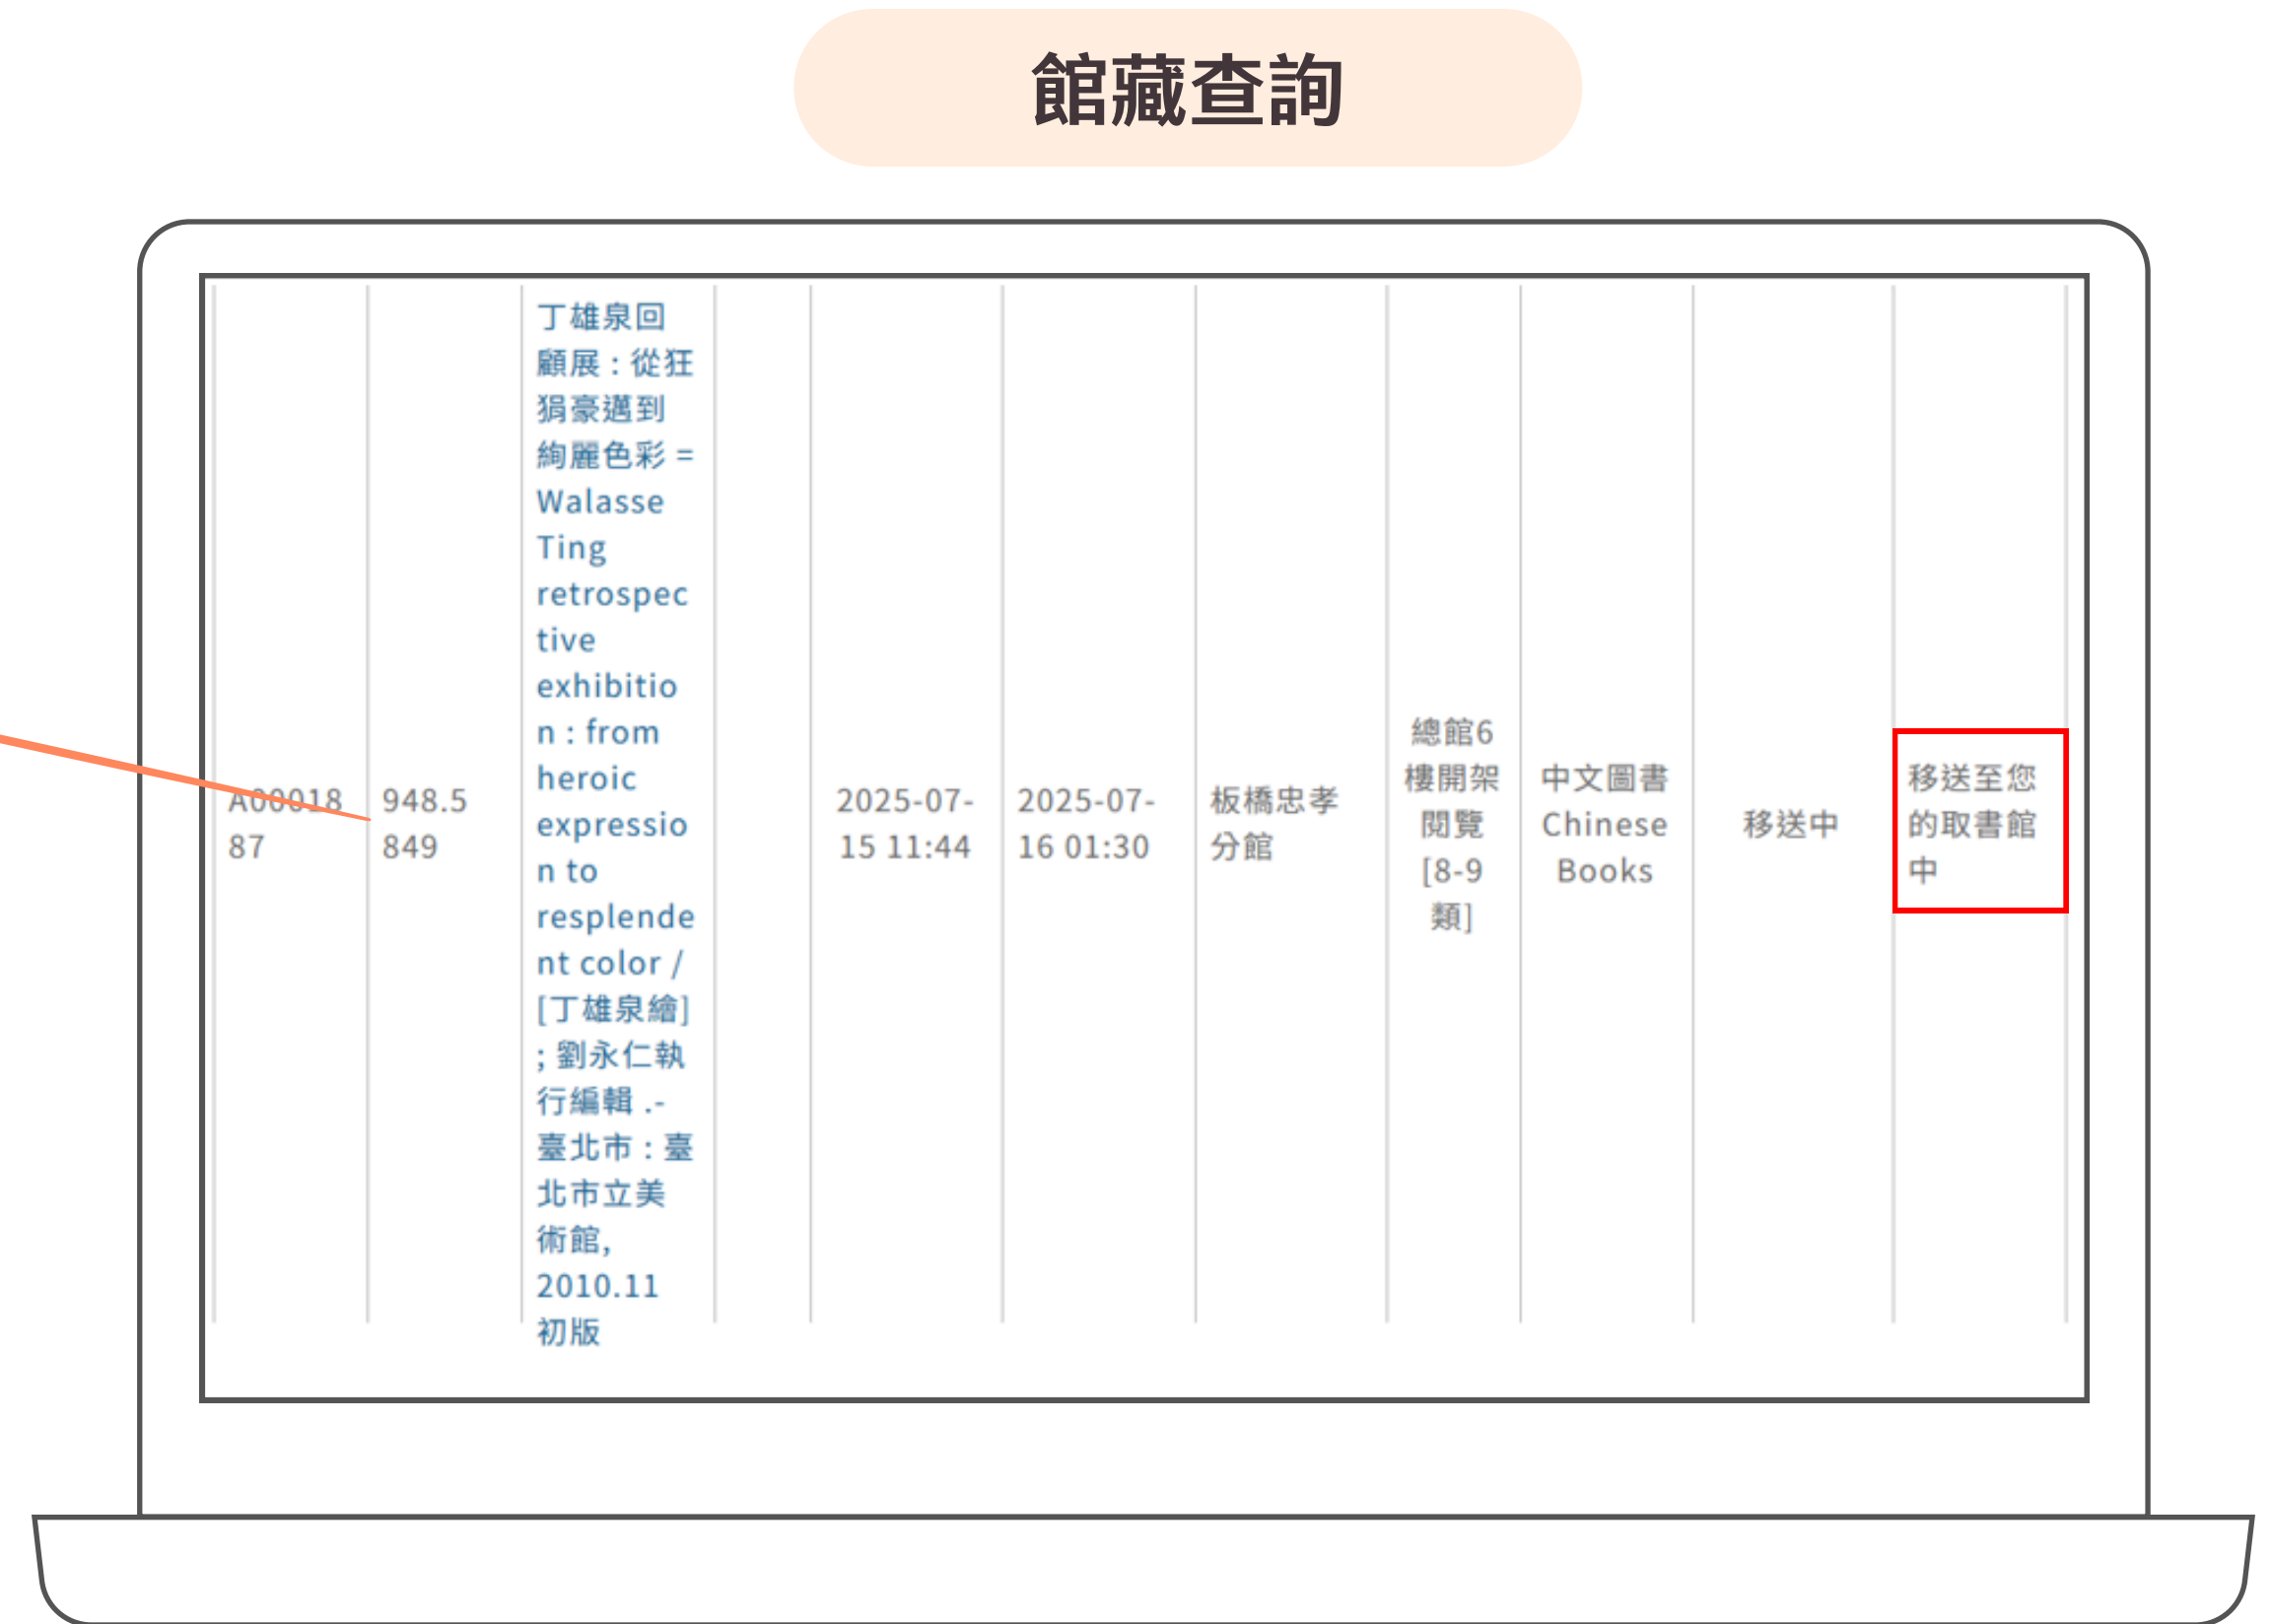 館藏查詢
A00018
87
948.5
849
丁雄泉回
顧展 : 從狂
狷豪邁到
絢麗色彩 =
Walasse
Ting
retrospec
tive
exhibitio
n : from
heroic
expressio
n to
resplende
nt color /
[丁雄泉繪]
; 劉永仁執
行編輯 .-
臺北市 : 臺
北市立美
術館,
2010.11
初版
2025-07-
15 11:44
2025-07-
16 01:30
板橋忠孝
分館
總館6
樓開架
閱覽
[8-9
類]
中文圖書
Chinese
Books
移送中
移送至您
的取書館
中